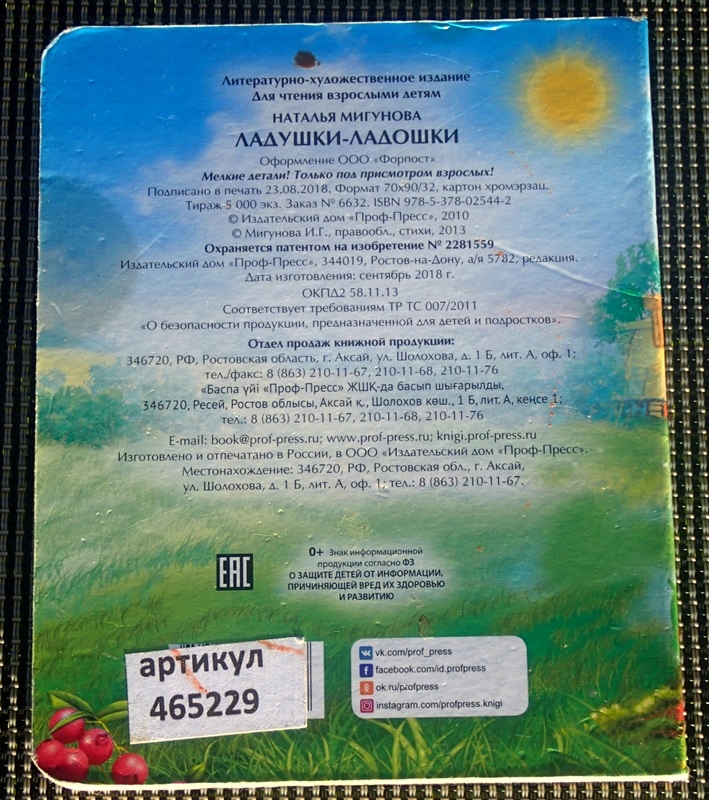 Литературно-художественное издание
Для чтения взрослыми детям
НАТАЛЬЯ МИГУНОВА
ЛАДУШКИ-ЛАДОШКИ
Оформление ООО «Форпост»
Мелкие детали! Только под присмотром взрослых!
Подписано в печать 23.08.2018. Формат 70х90/32, картон хромэрзац.
Тираж 5 000 экз. Заказ № 6632. ISBN 978-5-378-02544-2
© Издательский дом «Проф-Пресс», 2010
© Мигунова И.Г., правообл., стихи, 2013
Охраняется патентом на изобретение № 2281559
Издательский дом «Проф-Пресс», 344019, Ростов-на-Дону, а/я 5782, редакция.
Дата изготовления: сентябрь 2018 г.
ОКПД2 58.11.13
Соответствует требованиям ТР ТС 007/2011
«О безопасности продукции, предназначенной для детей и подростков».
Отдел продаж книжной продукции:
346720, РФ, Ростовская область, г. Аксай, ул. Шолохова, д. 1 Б, лит. А, оф. 1;
тел./факс: 8 (863) 210-11-67, 210-11-68, 210-11-76
«Баспа үйі «Проф-Пресс» ЖШҚ-да басып шығарылды,
346720, Ресей, Ростов облысы, Аксай қ., Шолохов көш., 1 Б, лит. А, кеңсе 1;
тел.: 8 (863) 210-11-67, 210-11-68, 210-11-76
E-mail: book@prof-press.ru; www.prof-press.ru; knigi.prof-press.ru
Изготовлено и отпечатано в России, в ООО «Издательский дом «Проф-Пресс».
Местонахождение: 346720, РФ, Ростовская обл., г. Аксай,
ул. Шолохова, д. 1 Б, лит. А, оф. 1; тел.: 8 (863) 210-11-67.
EAC
0+ Знак информационной
продукции согласно ФЗ
О ЗАЩИТЕ ДЕТЕЙ ОТ ИНФОРМАЦИИ,
ПРИЧИНЯЮЩЕЙ ВРЕД ИХ ЗДОРОВЬЮ
И РАЗВИТИЮ
артикул
465229
vk.com/prof_press
facebook.com/id.profpress
ok.ru/profpress
instagram.com/profpress.knigi